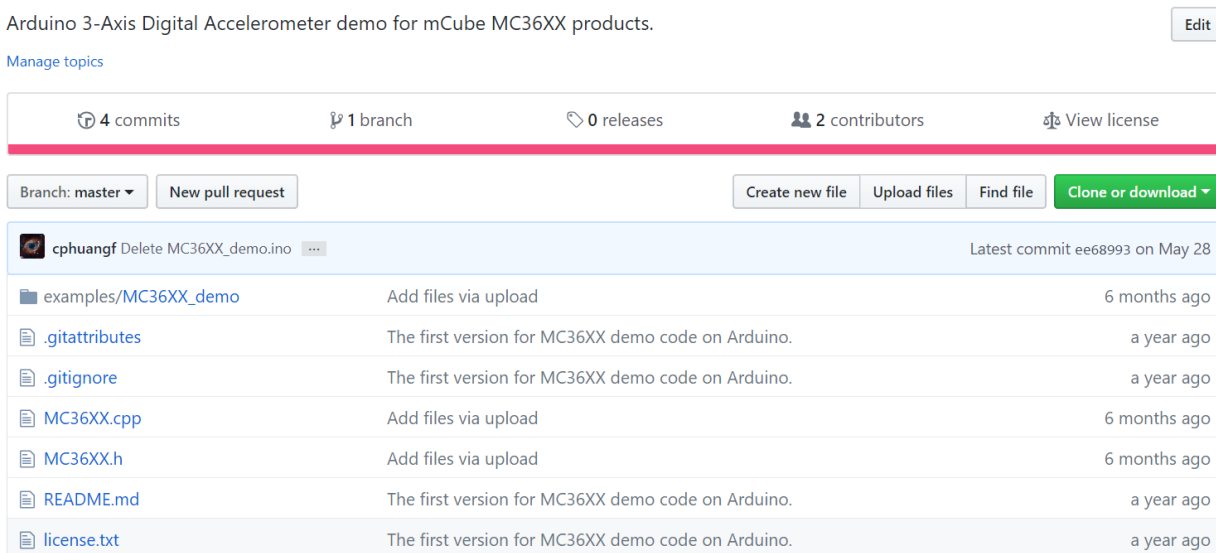 Arduino 3-Axis Digital Accelerometer demo for mCube MC36XX products.
Edit
Manage topics
4 commits
1 branch
0 releases
2 contributors
View license
Branch: master
New pull request
Create new file
Upload files
Find file
Clone or download
cphuangf Delete MC36XX_demo.ino ...
Latest commit ee68993 on May 28
examples/MC36XX_demo Add files via upload 6 months ago
.gitattributes The first version for MC36XX demo code on Arduino. a year ago
.gitignore The first version for MC36XX demo code on Arduino. a year ago
MC36XX.cpp Add files via upload 6 months ago
MC36XX.h Add files via upload 6 months ago
README.md The first version for MC36XX demo code on Arduino. a year ago
license.txt The first version for MC36XX demo code on Arduino. a year ago